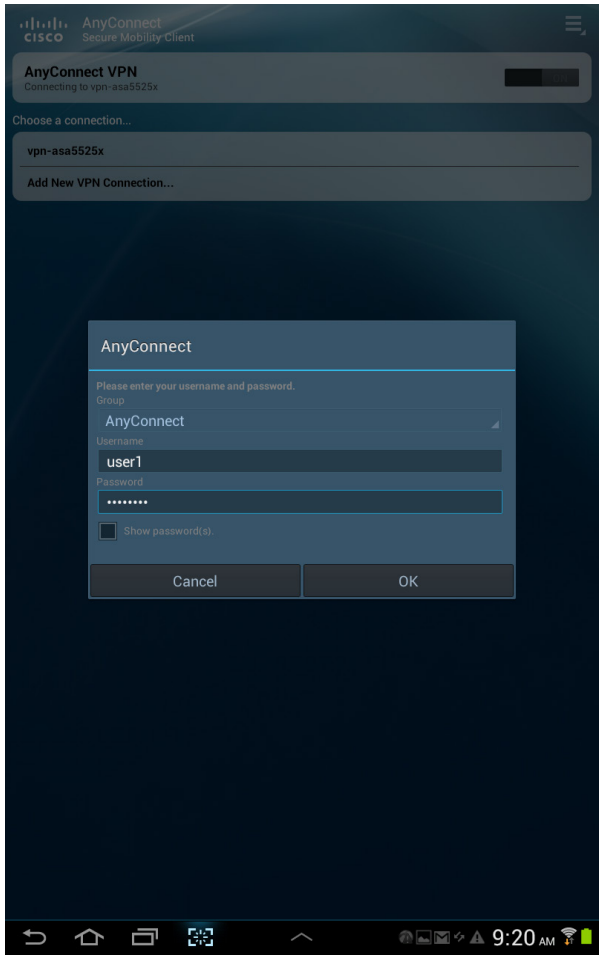 CISCO
AnyConnect
Secure Mobility Client
AnyConnect VPN
Connecting to vpn-asa5525x
Choose a connection...
vpn-asa5525x
Add New VPN Connection...
AnyConnect
Please enter your username and password.
Group
AnyConnect
Username
user1
Password
••••••••
Show password(s).
Cancel
OK
9:20 AM